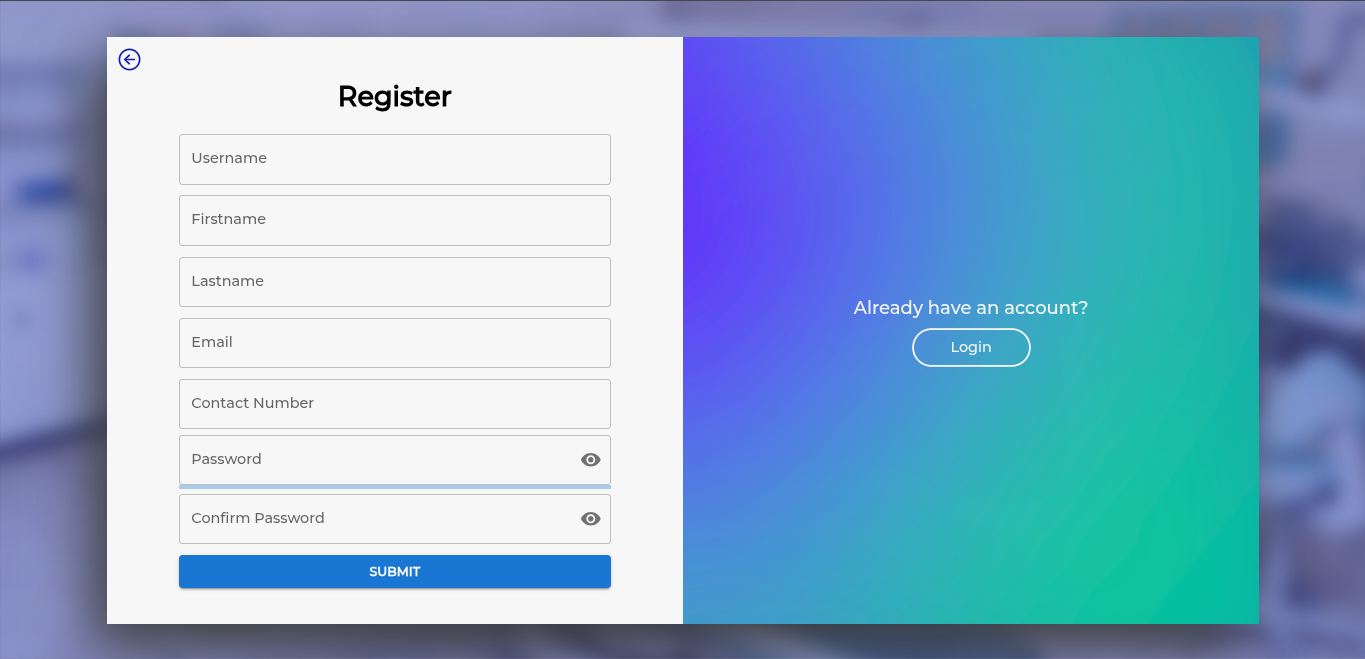 Register
Username
Firstname
Lastname
Email
Contact Number
Password
Confirm Password
SUBMIT
Already have an account?
Login